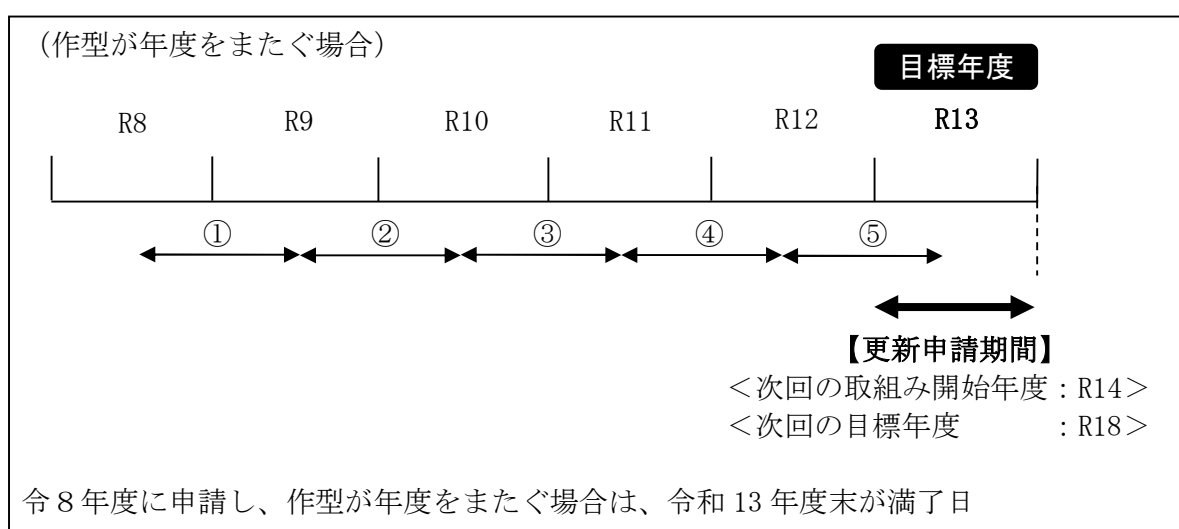 （作型が年度をまたぐ場合）
目標年度
R8 R9 R10 R11 R12 R13
① ② ③ ④ ⑤
【更新申請期間】
＜次回の取組み開始年度：R14＞
＜次回の目標年度　　　：R18＞
令８年度に申請し、作型が年度をまたぐ場合は、令和 13 年度末が満了日